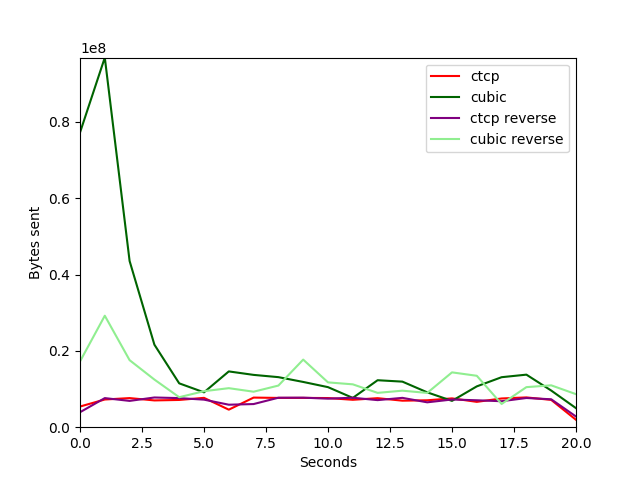 1e8
ctcp
cubic
ctcp reverse
cubic reverse
0.8
0.6
0.4
0.2
0.0
Bytes sent
0.0 2.5 5.0 7.5 10.0 12.5 15.0 17.5 20.0
Seconds